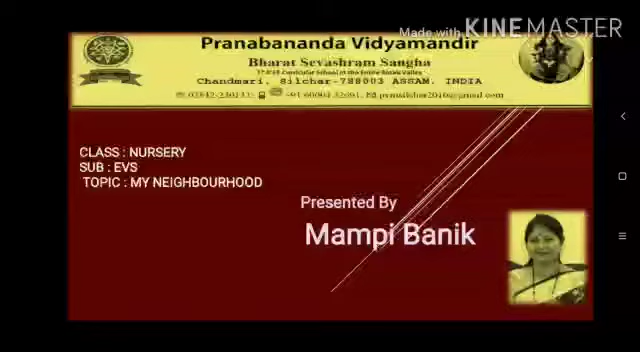 Made with KINEMASTER
Pranabananda Vidyamandir
Bharat Sevashram Sangha
Chandmari, Silchar-788003 ASSAM, INDIA
CLASS : NURSERY
SUB : EVS
TOPIC : MY NEIGHBOURHOOD
Presented By
Mampi Banik